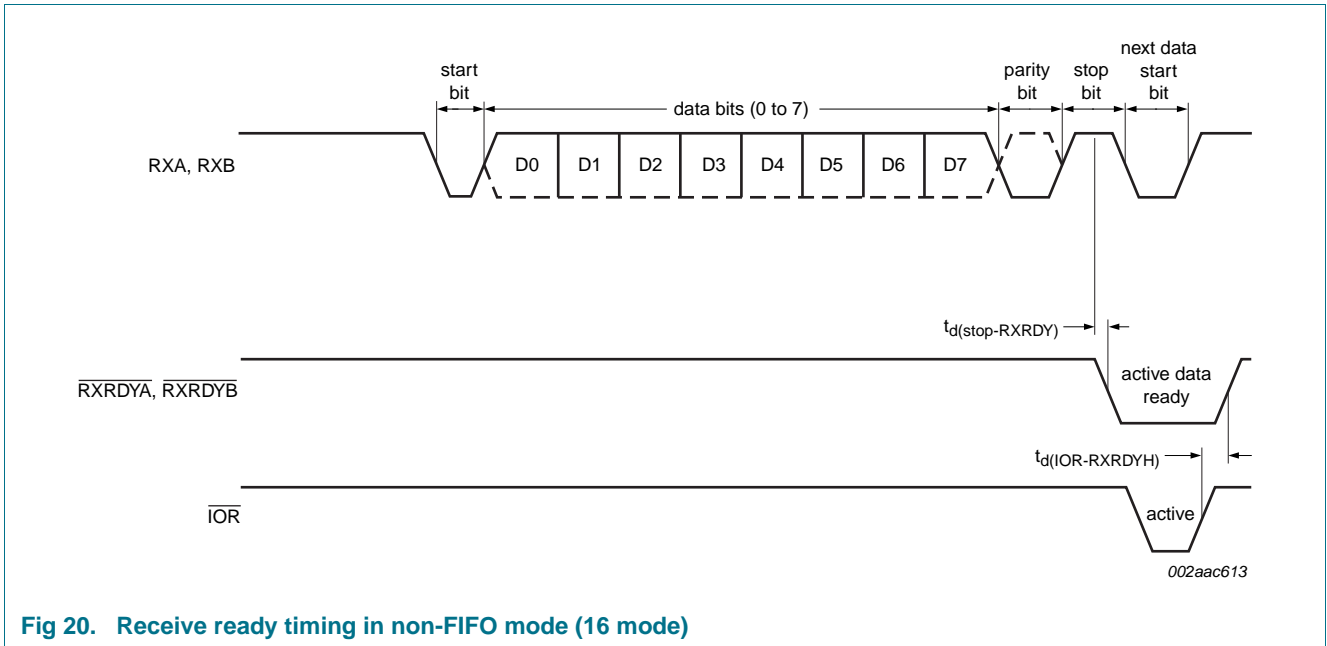 start
bit
data bits (0 to 7)
parity
bit
stop
bit
next data
start
bit
RXA, RXB
D0 D1 D2 D3 D4 D5 D6 D7
td(stop-RXRDY)
RXRDYA, RXRDYB
active data
ready
td(IOR-RXRDYH)
IOR
active
002aac613
Fig 20. Receive ready timing in non-FIFO mode (16 mode)